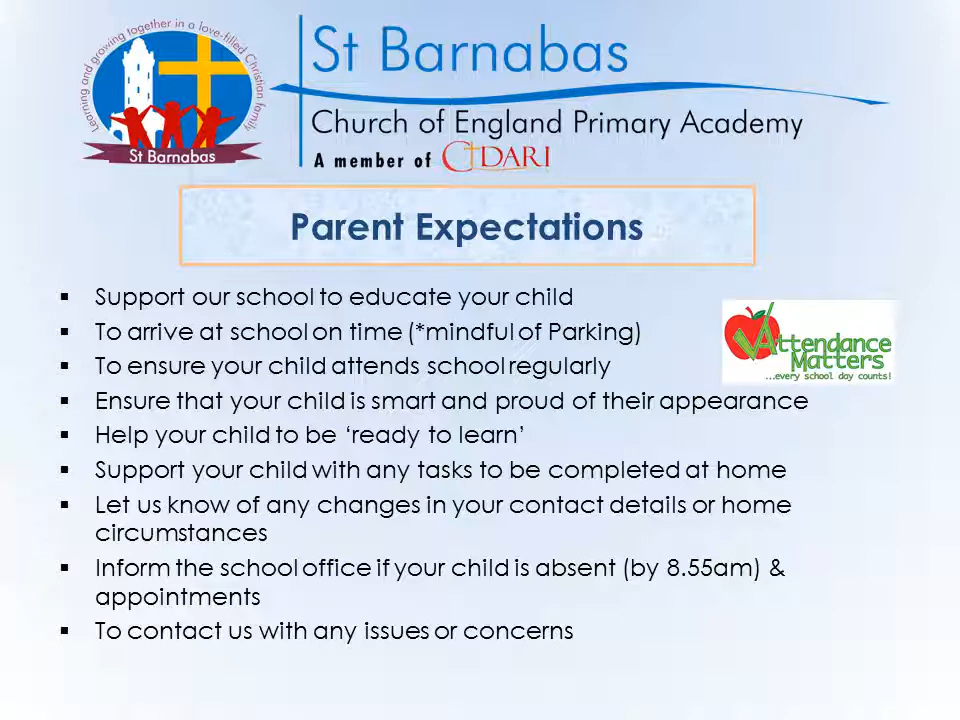 Learning and growing together in a love-filled Christian family
St Barnabas
St Barnabas
Church of England Primary Academy
A member of CIDARI
Parent Expectations
▪ Support our school to educate your child
▪ To arrive at school on time (*mindful of Parking)
▪ To ensure your child attends school regularly
Attendance
Matters
...every school day counts!
▪ Ensure that your child is smart and proud of their appearance
▪ Help your child to be ‘ready to learn’
▪ Support your child with any tasks to be completed at home
▪ Let us know of any changes in your contact details or home
circumstances
▪ Inform the school office if your child is absent (by 8.55am) &
appointments
▪ To contact us with any issues or concerns